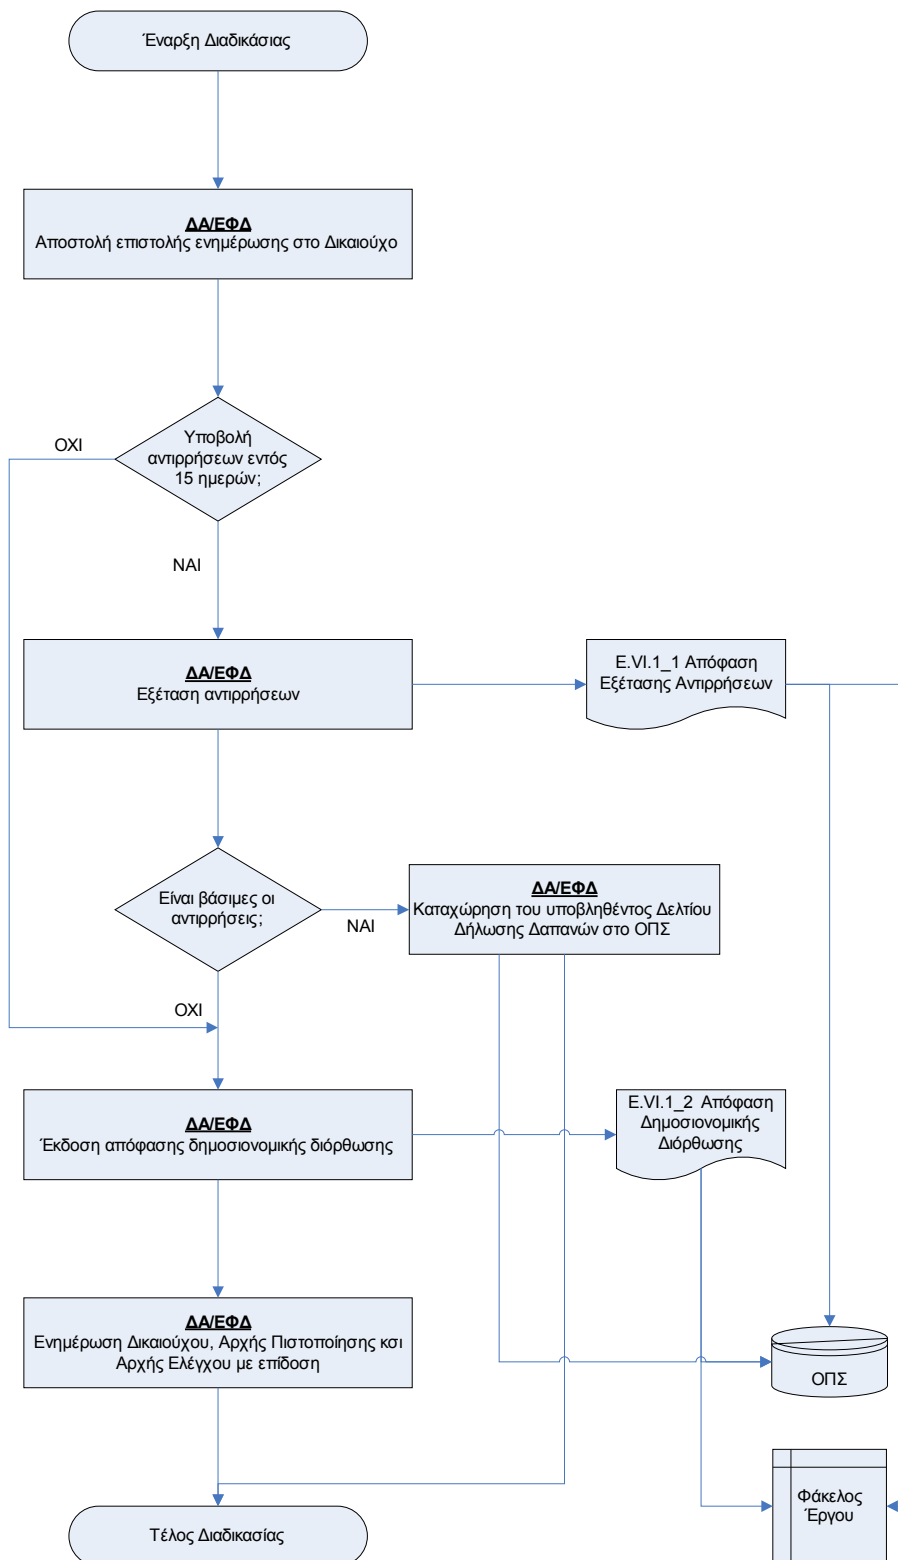 Έναρξη Διαδικάσιας
ΔΑ/ΕΦΔ
Αποστολή επιστολής ενημέρωσης στο Δικαιούχο
Υποβολή
αντιρρήσεων εντός
15 ημερών;
ΟΧΙ
ΝΑΙ
ΔΑ/ΕΦΔ
Εξέταση αντιρρήσεων
E.VI.1_1 Απόφαση
Εξέτασης Αντιρρήσεων
Είναι βάσιμες οι
αντιρρήσεις;
ΝΑΙ
ΔΑ/ΕΦΔ
Καταχώρηση του υποβληθέντος Δελτίου
Δήλωσης Δαπανών στο ΟΠΣ
ΟΧΙ
ΔΑ/ΕΦΔ
Έκδοση απόφασης δημοσιονομικής διόρθωσης
E.VI.1_2 Απόφαση
Δημοσιονομικής
Διόρθωσης
ΔΑ/ΕΦΔ
Ενημέρωση Δικαιούχου, Αρχής Πιστοποίησης κσι
Αρχής Ελέγχου με επίδοση
ΟΠΣ
Φάκελος
Έργου
Τέλος Διαδικασίας